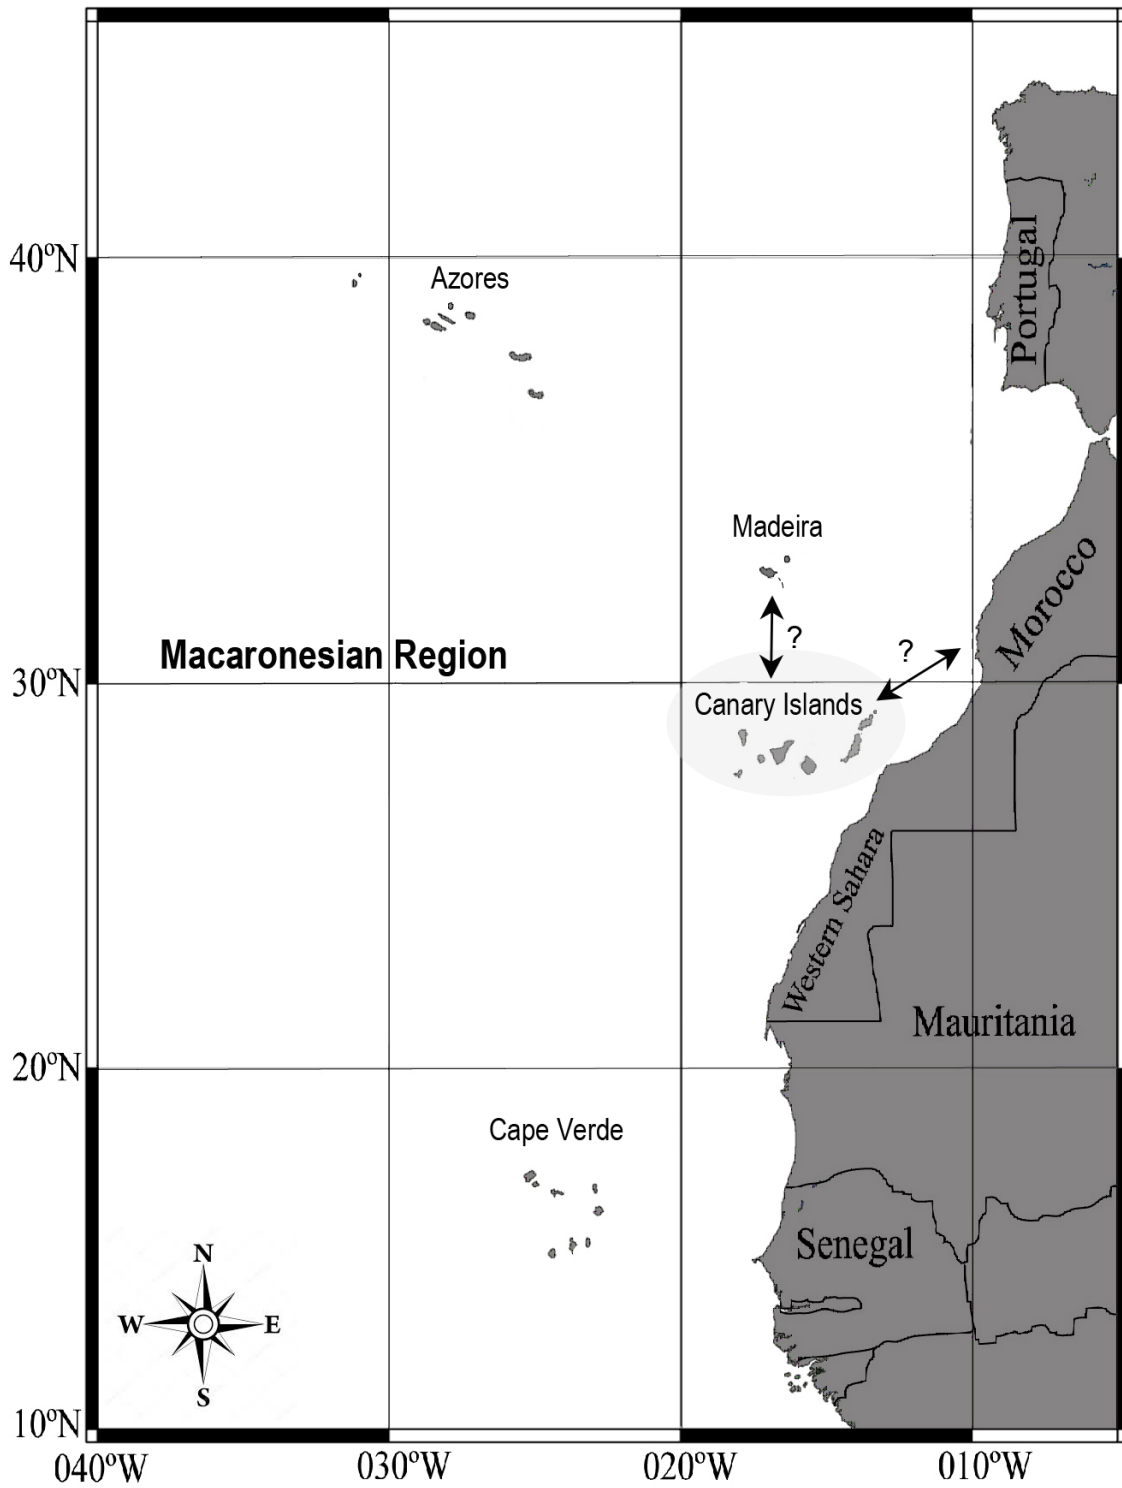 40ºN
Azores
Portugal
Madeira
Morocco
?
?
Macaronesian Region
30ºN
Canary Islands
Western Sahara
Mauritania
20ºN
Cape Verde
Senegal
N
W
E
S
10ºN
040ºW
030ºW
020ºW
010ºW